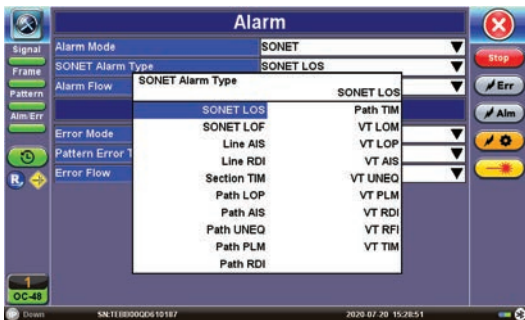 Alarm
Signal
Frame
Pattern
Alm/Err
R
1
OC-48
Alarm Mode SONET
SONET Alarm Type SONET LOS
Alarm Flow
Error Mode
Pattern Error T
Error Flow
SONET Alarm Type
SONET LOS
SONET LOS Path TIM
SONET LOF VT LOM
Line AIS VT LOP
Line RDI VT AIS
Section TIM VT UNEQ
Path LOP VT PLM
Path AIS VT RDI
Path UNEQ VT RFI
Path PLM VT TIM
Path RDI
Stop
Err
Alm
Down SN:TEBD00QD610187 2020-07-20 15:28:51